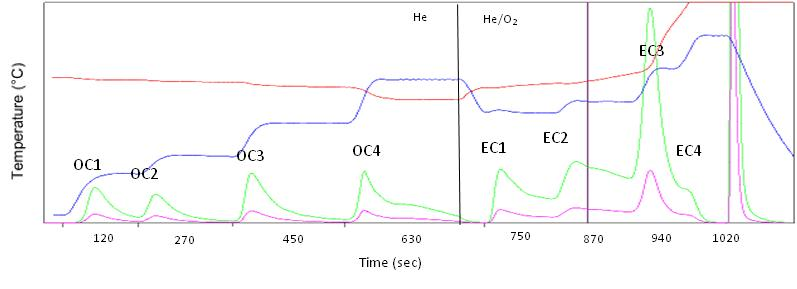 He
He/O₂
EC3
OC1
OC2
OC3
OC4
EC1
EC2
EC4
Temperature (°C)
120 270 450 630 750 870 940 1020
Time (sec)